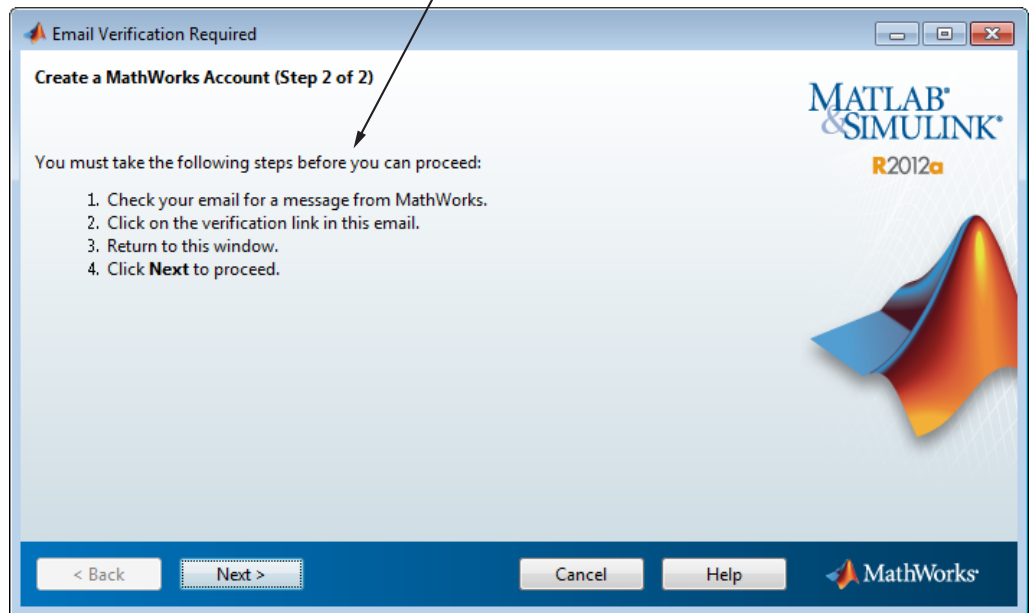 Email Verification Required
Create a MathWorks Account (Step 2 of 2)
MATLAB®
&SIMULINK®
R2012a
You must take the following steps before you can proceed:
1. Check your email for a message from MathWorks.
2. Click on the verification link in this email.
3. Return to this window.
4. Click Next to proceed.
< Back
Next >
Cancel
Help
MathWorks®